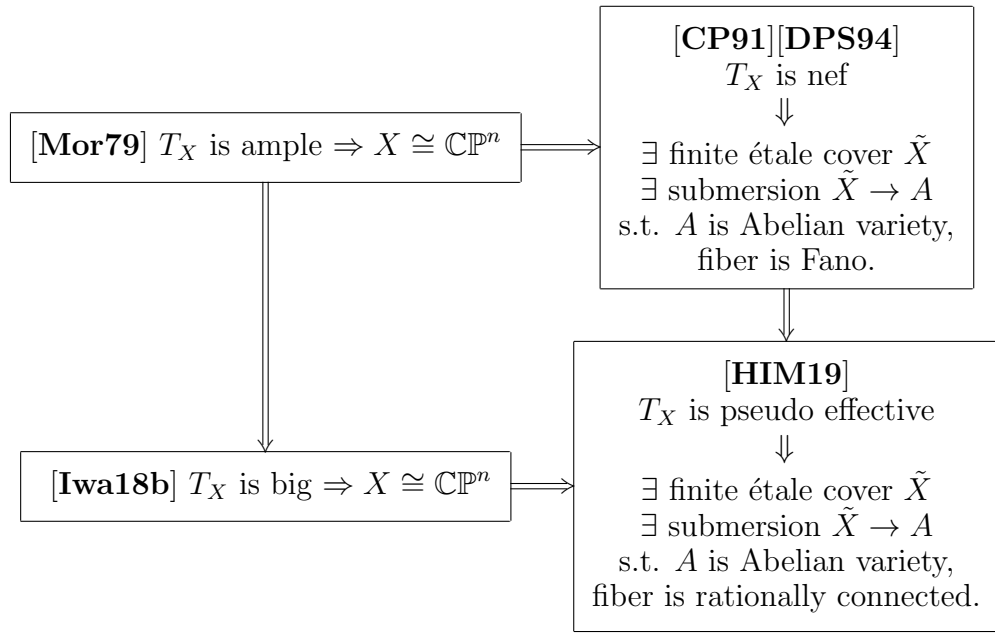 [CP91][DPS94]
T_X is nef
⇓
∃ finite étale cover X̃
∃ submersion X̃ → A
s.t. A is Abelian variety,
fiber is Fano.
[Mor79] T_X is ample ⇒ X ≅ ℂℙⁿ
[HIM19]
T_X is pseudo effective
⇓
∃ finite étale cover X̃
∃ submersion X̃ → A
s.t. A is Abelian variety,
fiber is rationally connected.
[Iwa18b] T_X is big ⇒ X ≅ ℂℙⁿ